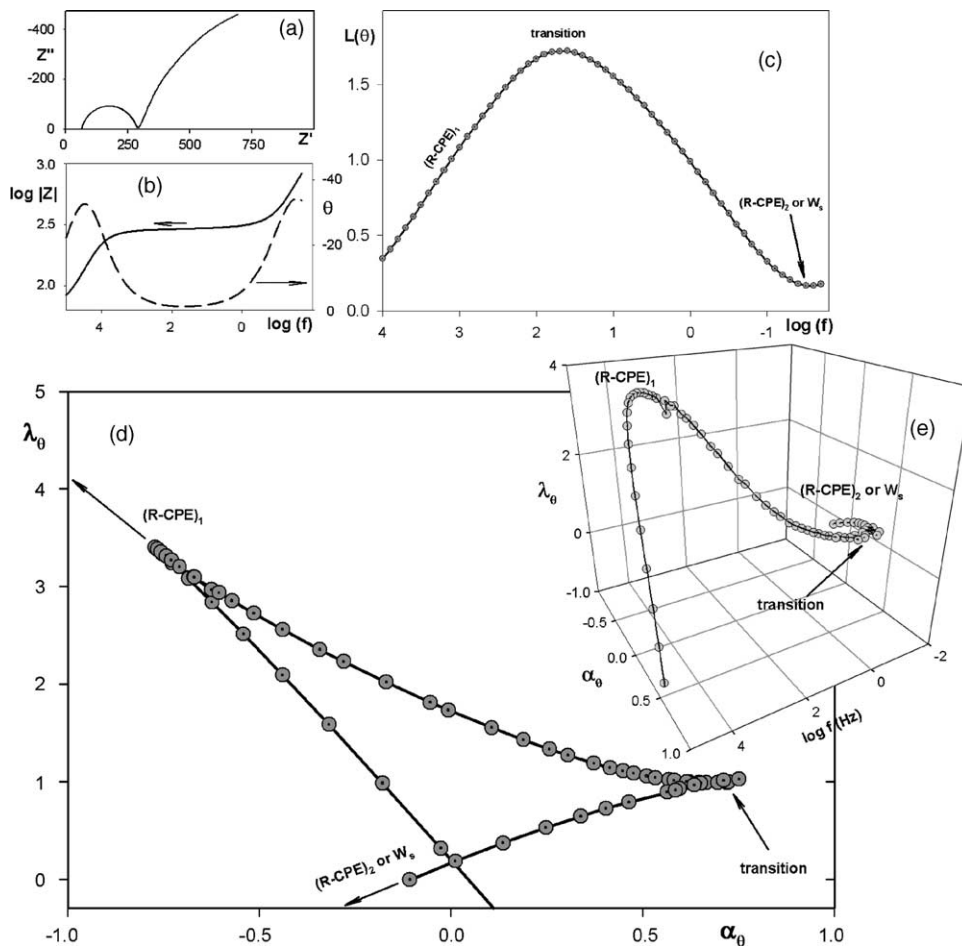 (a)
-400
Z"
-200
0
0 250 500 750 Z'
3.0
log |Z|
2.5
2.0
(b)
-40
θ
-20
0
4 2 0
log (f)
L(θ)
1.5
1.0
0.5
0.0
transition
(c)
(R-CPE)1
(R-CPE)2 or Ws
4 3 2 1 0 -1 log (f)
5
λθ
4
3
2
1
0
(d)
(R-CPE)1
(R-CPE)2 or Ws
transition
-1.0 -0.5 0.0 0.5 αθ 1.0
4
(R-CPE)1
(e)
2
λθ
(R-CPE)2 or Ws
0
transition
-1.0
-0.5
0.0
αθ
0.5
1.0
4
2
log f (Hz)
0
-2